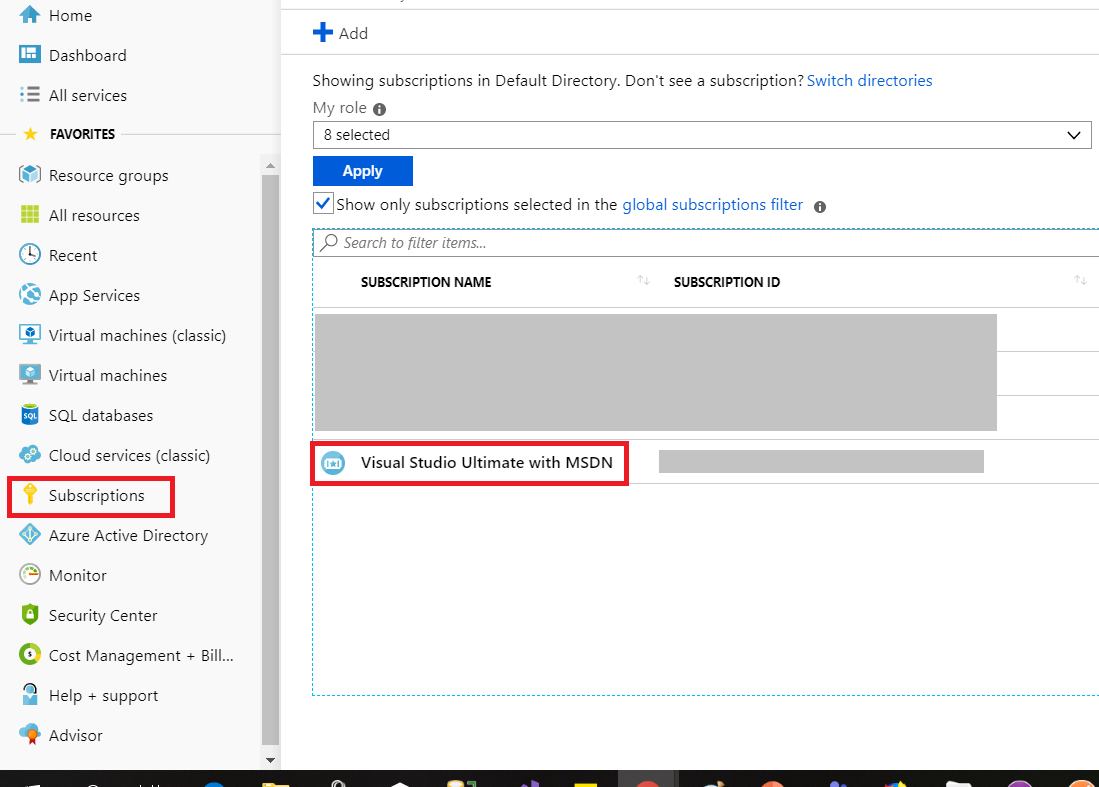 Home
Dashboard
All services
FAVORITES
Resource groups
All resources
Recent
App Services
Virtual machines (classic)
Virtual machines
SQL
SQL databases
Cloud services (classic)
Subscriptions
Azure Active Directory
Monitor
Security Center
Cost Management + Bill...
Help + support
Advisor
Add
Showing subscriptions in Default Directory. Don't see a subscription? Switch directories
My role
8 selected
Apply
Show only subscriptions selected in the global subscriptions filter
Search to filter items...
SUBSCRIPTION NAME SUBSCRIPTION ID
Visual Studio Ultimate with MSDN